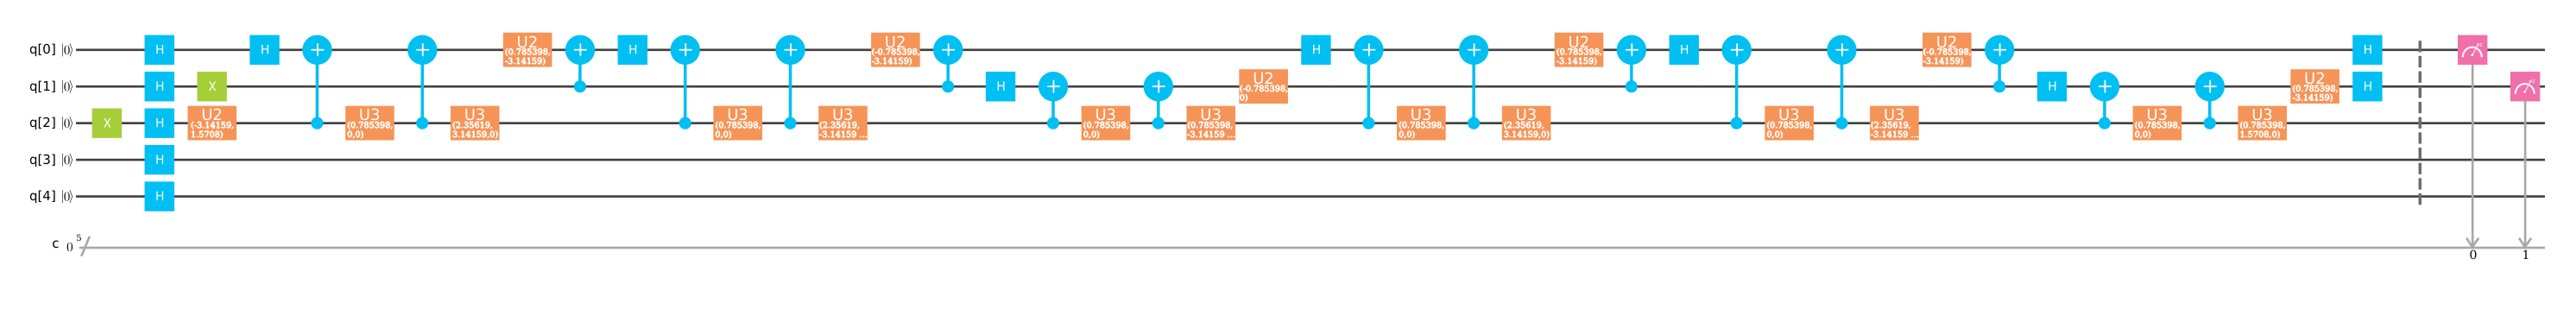 q[0] |0⟩ H H + + U2 (0.785398, -3.14159) + H + + U2 (-0.785398, -3.14159) + H + + U2 (0.785398, -3.14159) + H + + U2 (-0.785398, -3.14159) + H
q[1] |0⟩ H X H + + U2 (-0.785398, 0) H + + U2 (0.785398, -3.14159) H
q[2] |0⟩ X H U2 (-3.14159, 1.5708) U3 (0.785398, 0,0) U3 (2.35619, 3.14159,0) U3 (0.785398, 0,0) U3 (2.35619, -3.14159 ... U3 (0.785398, 0,0) U3 (0.785398, -3.14159 ... U3 (0.785398, 0,0) U3 (2.35619, 3.14159,0) U3 (0.785398, 0,0) U3 (2.35619, -3.14159 ... U3 (0.785398, 0,0) U3 (0.785398, 1.5708,0)
q[3] |0⟩ H
q[4] |0⟩ H
c 0 5
0 1